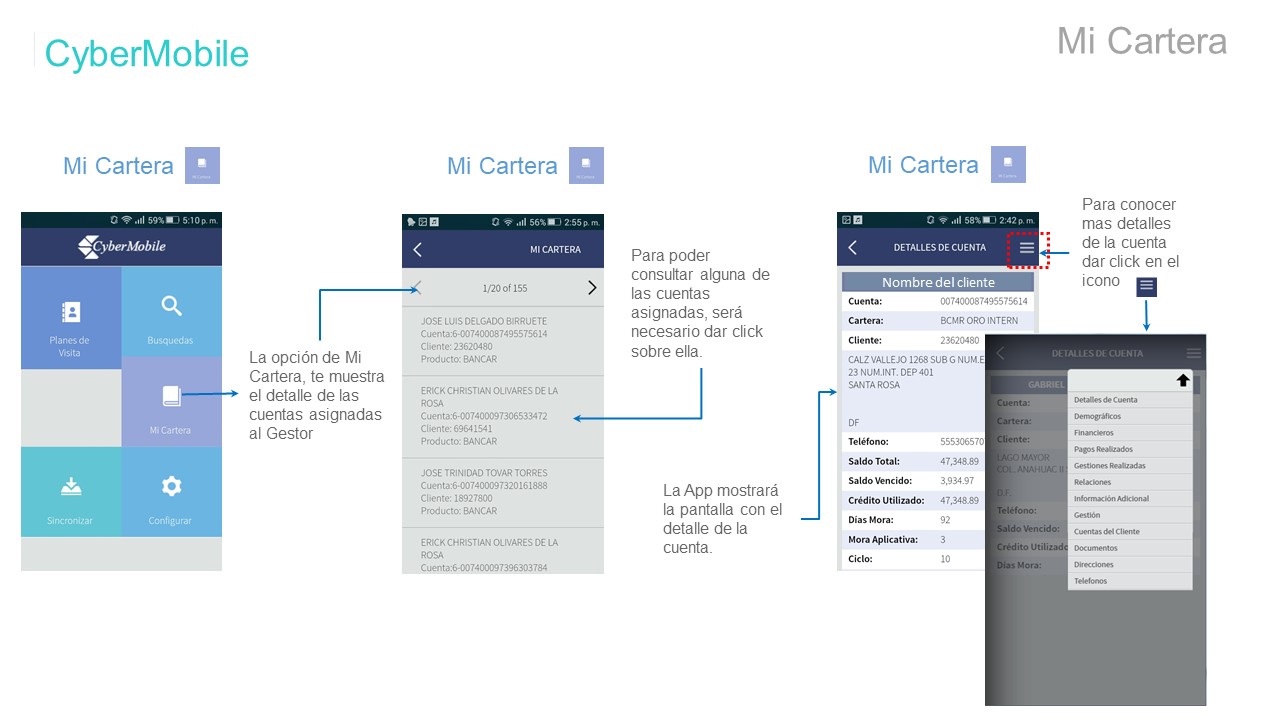 CyberMobile
Mi Cartera
Mi Cartera
Mi Cartera
Mi Cartera
59% 5:10 p. m.
CyberMobile
Planes de
Visita
Busquedas
Mi Cartera
Sincronizar
Configurar
La opción de Mi
Cartera, te muestra
el detalle de las
cuentas asignadas
al Gestor
56% 2:55 p. m.
MI CARTERA
1/20 of 155
JOSE LUIS DELGADO BIRRUETE
Cuenta:6-007400087495575614
Cliente: 23620480
Producto: BANCAR
ERICK CHRISTIAN OLIVARES DE LA
ROSA
Cuenta:6-007400097306533472
Cliente: 69641541
Producto: BANCAR
JOSE TRINIDAD TOVAR TORRES
Cuenta:6-007400097320161888
Cliente: 18927800
Producto: BANCAR
ERICK CHRISTIAN OLIVARES DE LA
ROSA
Cuenta:6-007400097396303784
Para poder
consultar alguna de
las cuentas
asignadas, será
necesario dar click
sobre ella.
La App mostrará
la pantalla con el
detalle de la
cuenta.
58% 2:42 p. m.
DETALLES DE CUENTA
Nombre del cliente
Cuenta: 007400087495575614
Cartera: BCMR ORO INTERN
Cliente: 23620480
CALZ VALLEJO 1268 SUB G NUM.E
23 NUM.INT. DEP 401
SANTA ROSA
DF
Teléfono: 555306570
Saldo Total: 47,348.89
Saldo Vencido: 3,934.97
Crédito Utilizado: 47,348.89
Días Mora: 92
Mora Aplicativa: 3
Ciclo: 10
Para conocer
mas detalles
de la cuenta
dar click en el
icono
DETALLES DE CUENTA
GABRIEL
Cuenta:
Cartera:
Cliente:
LAGO MAYOR
COL. ANAHUAC II
D.F.
Teléfono:
Saldo Vencido:
Crédito Utilizado
Días Mora:
Detalles de Cuenta
Demográficos
Financieros
Pagos Realizados
Gestiones Realizadas
Relaciones
Información Adicional
Gestión
Cuentas del Cliente
Documentos
Direcciones
Telefonos